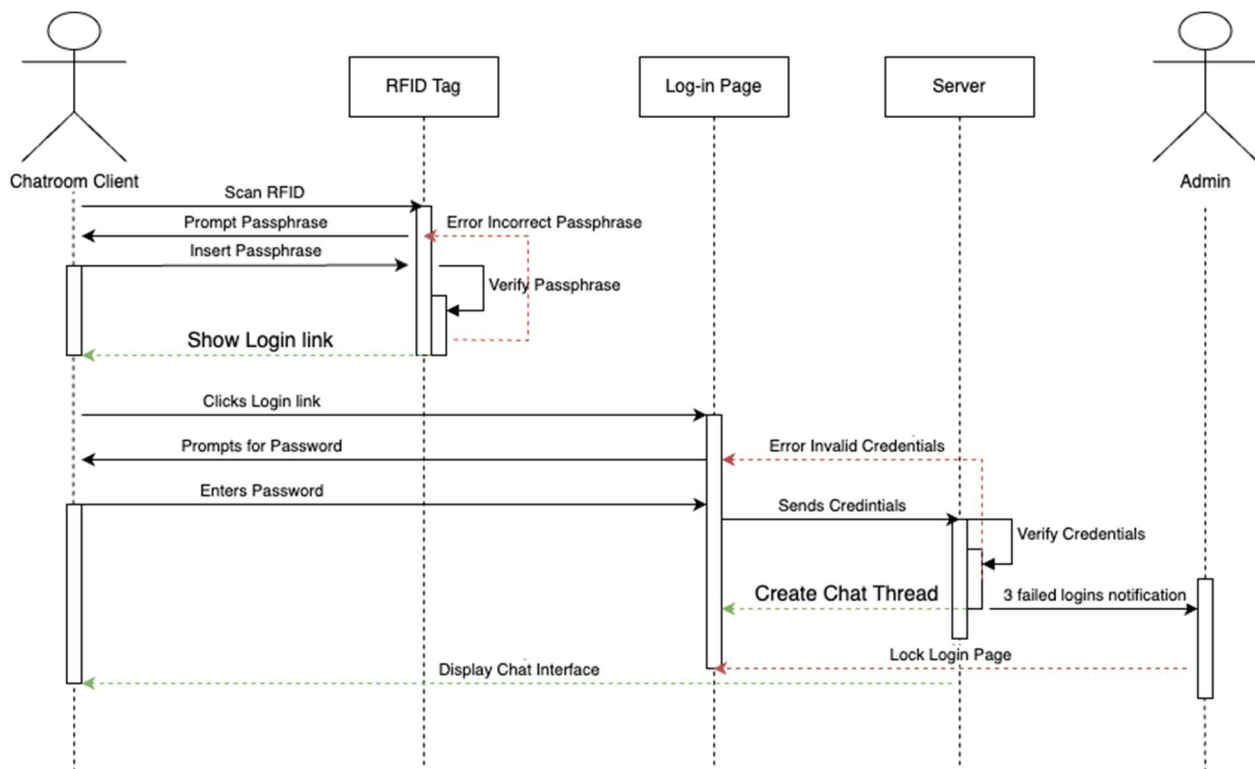 RFID Tag
Log-in Page
Server
Chatroom Client
Admin
Scan RFID
Prompt Passphrase
Error Incorrect Passphrase
Insert Passphrase
Verify Passphrase
Show Login link
Clicks Login link
Prompts for Password
Error Invalid Credentials
Enters Password
Sends Credintials
Verify Credentials
Create Chat Thread
3 failed logins notification
Lock Login Page
Display Chat Interface